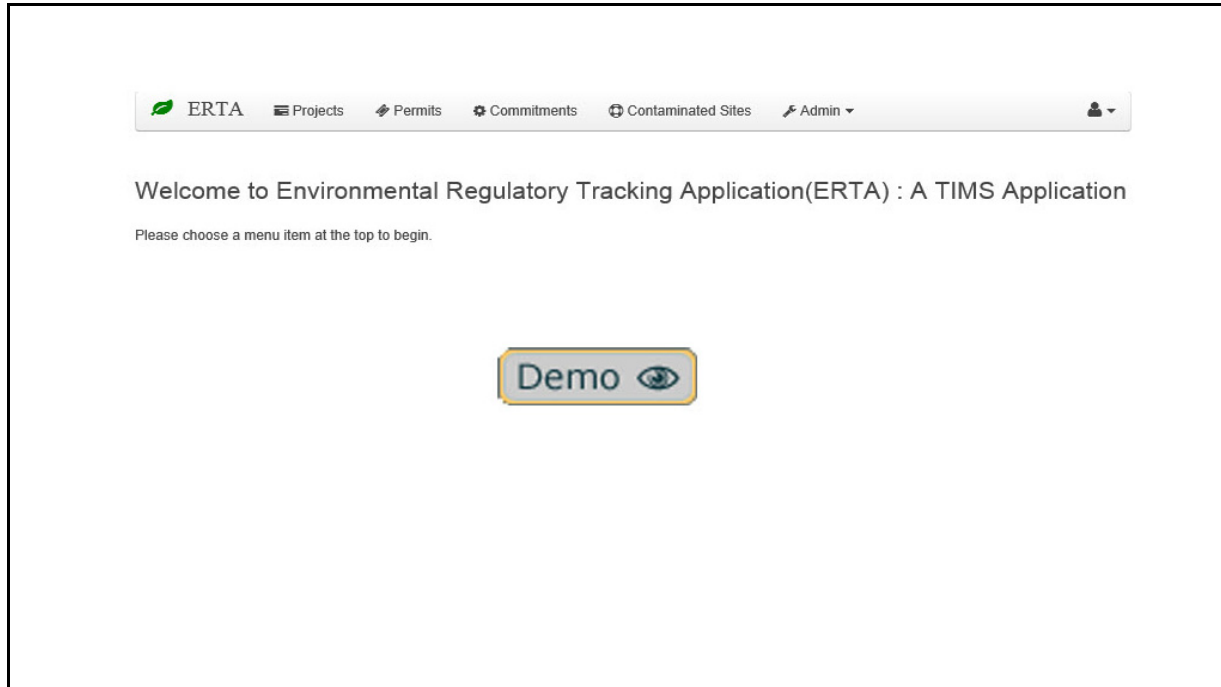 ERTA Projects Permits Commitments Contaminated Sites Admin
Welcome to Environmental Regulatory Tracking Application(ERTA) : A TIMS Application
Please choose a menu item at the top to begin.
Demo